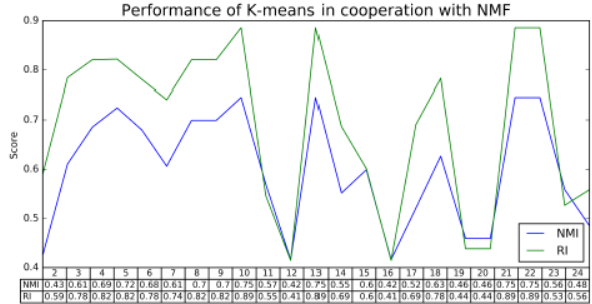 Performance of K-means in cooperation with NMF
0.9
0.8
0.7
0.6
0.5
0.4
Score
NMI
RI
2 3 4 5 6 7 8 9 10 11 12 13 14 15 16 17 18 19 20 21 22 23 24
NMI 0.43 0.61 0.69 0.72 0.68 0.61 0.7 0.7 0.75 0.57 0.42 0.75 0.55 0.6 0.42 0.52 0.63 0.46 0.46 0.75 0.75 0.56 0.48
RI 0.59 0.78 0.82 0.82 0.78 0.74 0.82 0.82 0.89 0.55 0.41 0.89 0.69 0.6 0.41 0.69 0.78 0.44 0.44 0.89 0.89 0.53 0.56